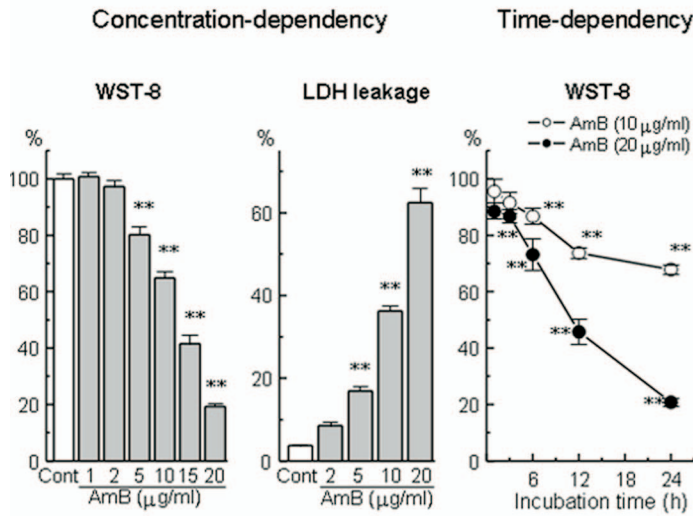 Concentration-dependency
Time-dependency
WST-8
LDH leakage
WST-8
AmB (10 μg/ml)
AmB (20 μg/ml)
%
100
80
60
40
20
0
** ** ** **
Cont 1 2 5 10 15 20
AmB (μg/ml)
%
60
40
20
0
** ** **
Cont 2 5 10 20
AmB (μg/ml)
%
100
80
60
40
20
0
** ** **
** ** ** **
6 12 18 24
Incubation time (h)